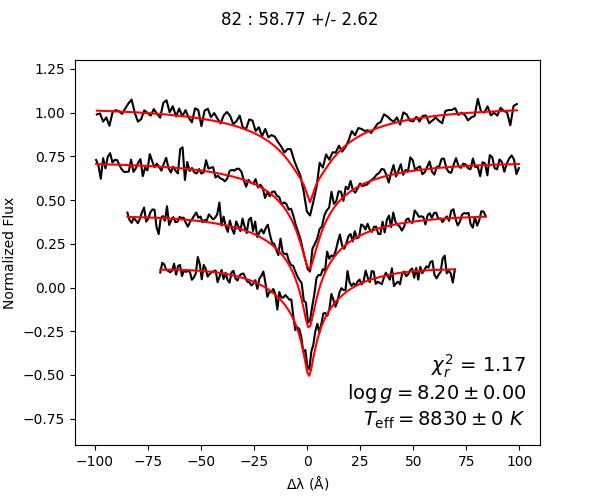 82 : 58.77 +/- 2.62
1.25
1.00
0.75
0.50
0.25
0.00
−0.25
−0.50
−0.75
Normalized Flux
χ²ᵣ = 1.17
log g = 8.20 ± 0.00
T_eff = 8830 ± 0 K
−100 −75 −50 −25 0 25 50 75 100
Δλ (Å)